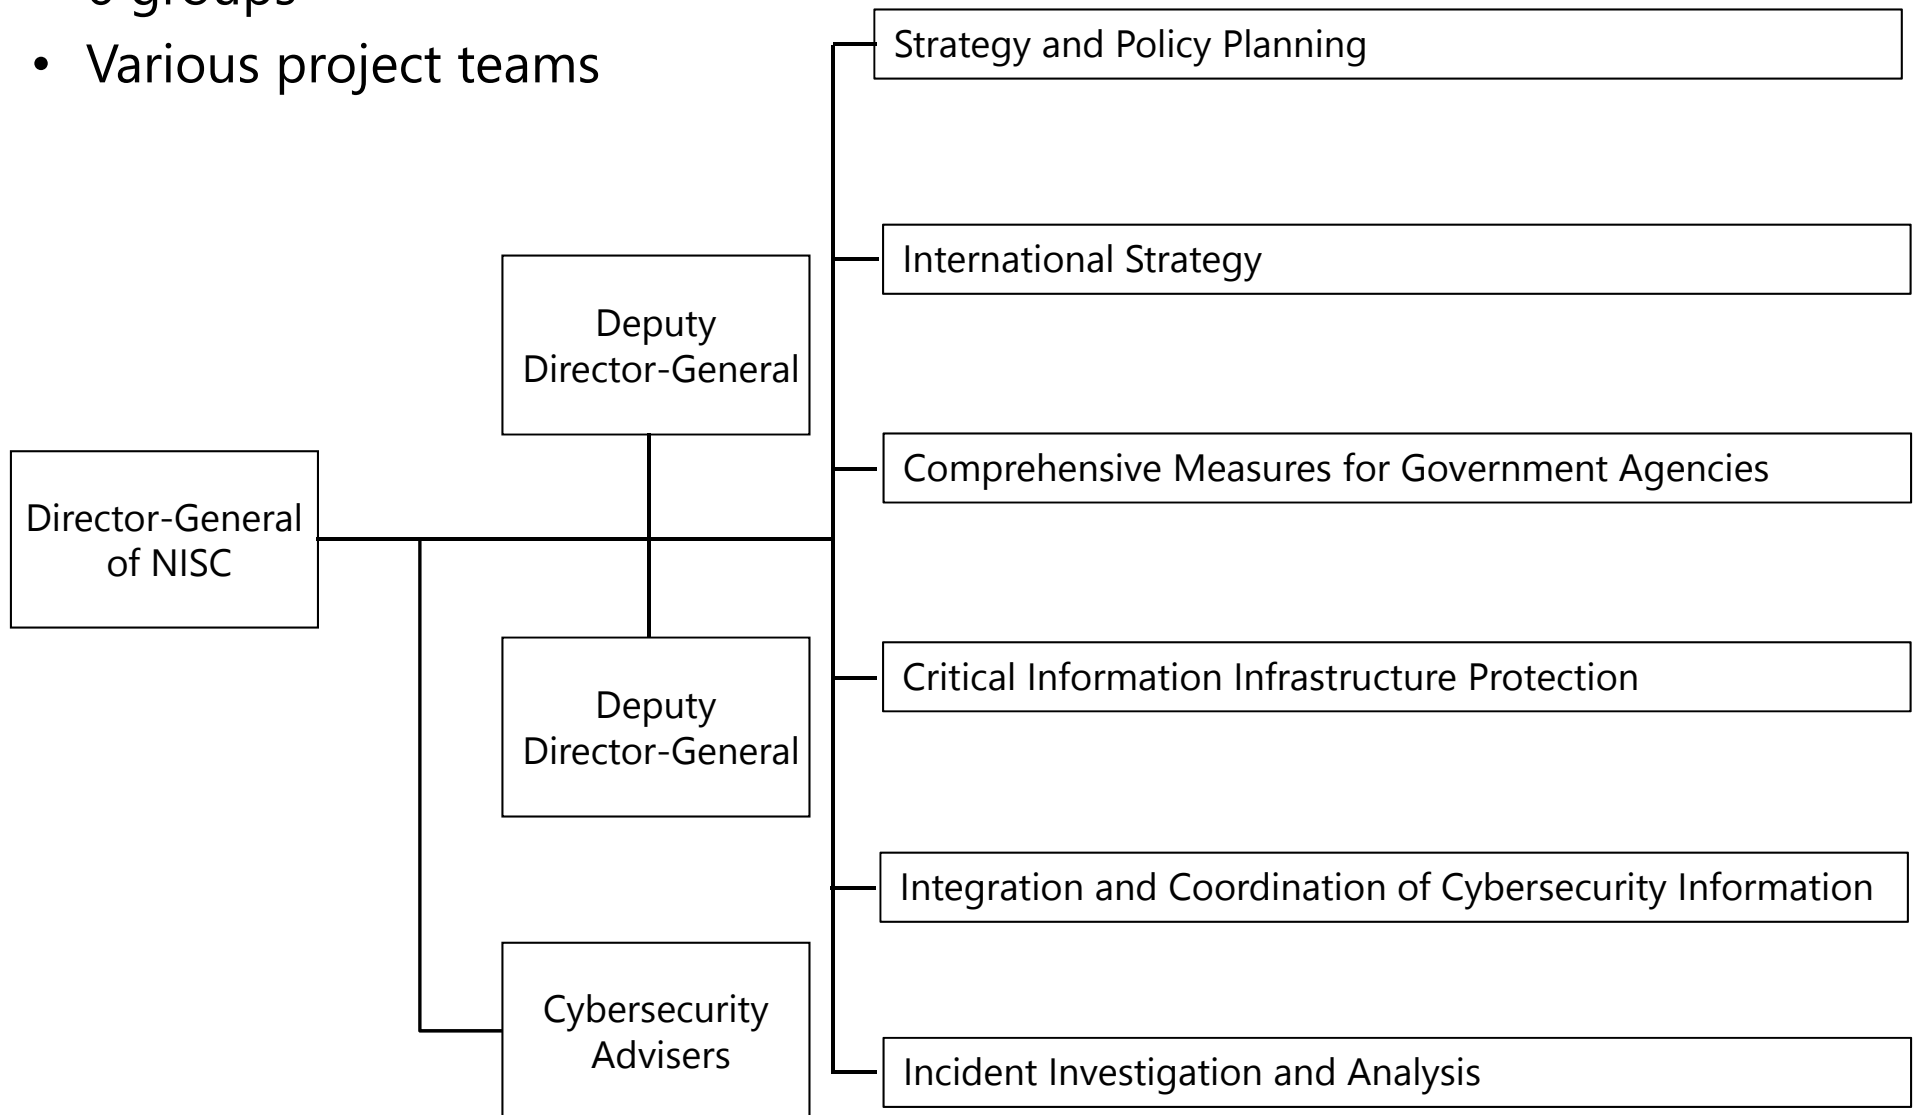 6 groups
• Various project teams
Strategy and Policy Planning
International Strategy
Deputy
Director-General
Comprehensive Measures for Government Agencies
Director-General
of NISC
Critical Information Infrastructure Protection
Deputy
Director-General
Integration and Coordination of Cybersecurity Information
Cybersecurity
Advisers
Incident Investigation and Analysis